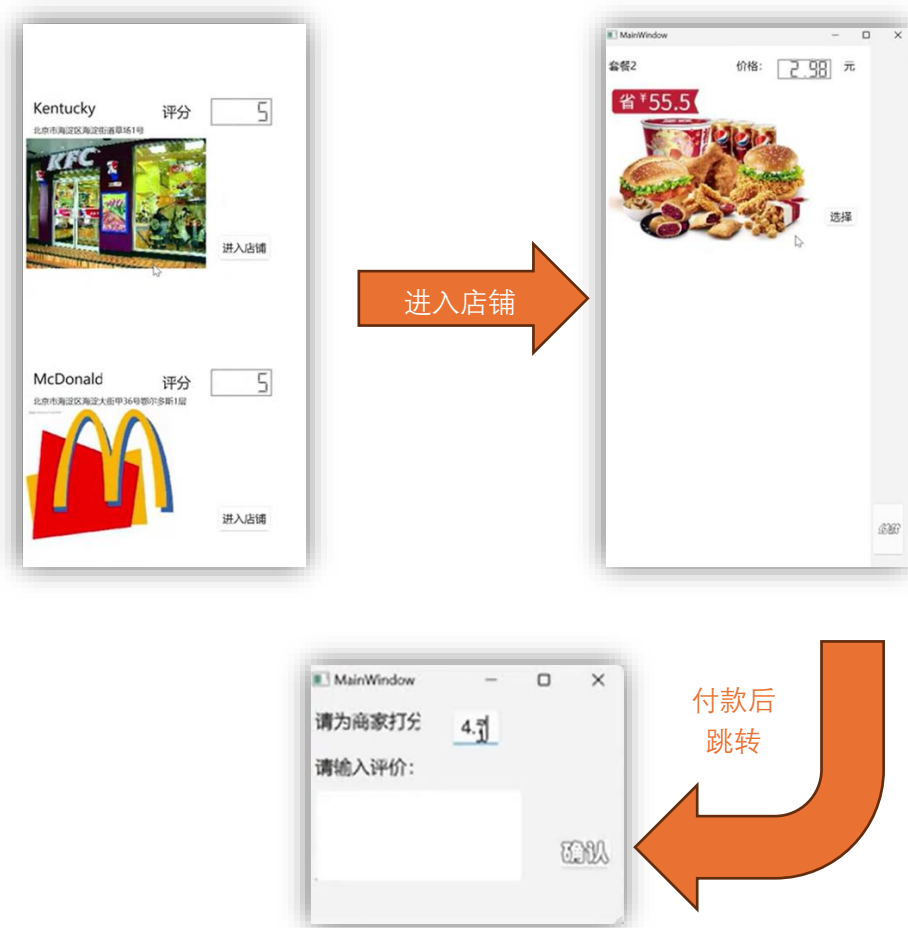 Kentucky
评分
5
北京市海淀区海淀街道草场1号
KFC
进入店铺
McDonald
评分
5
北京市海淀区海淀大街甲36号鄂尔多斯1层
进入店铺
进入店铺
MainWindow
套餐2
价格：
2.98
元
省¥55.5
选择
付款后
跳转
MainWindow
请为商家打分
请输入评价：
确认